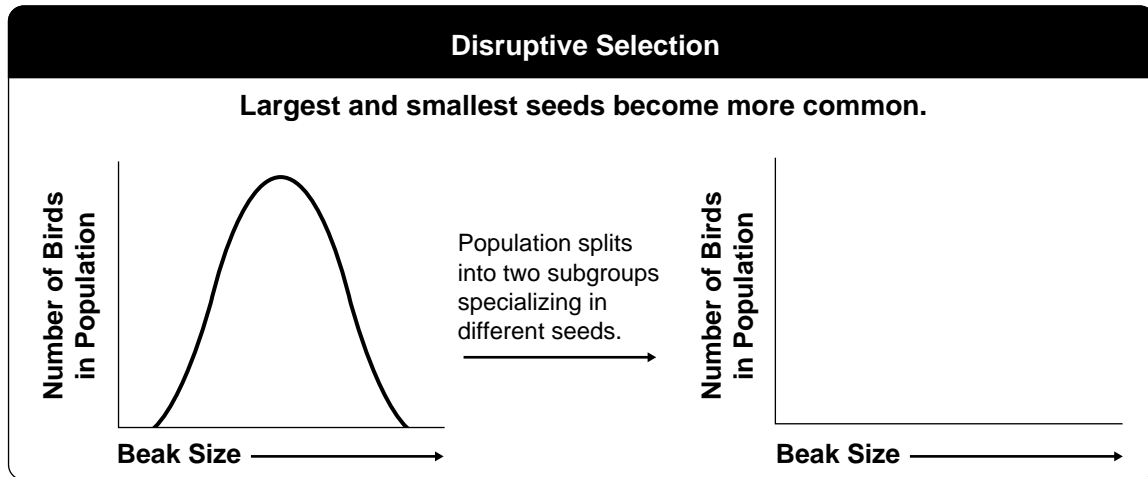 Disruptive Selection
Largest and smallest seeds become more common.
Number of Birds
in Population
Beak Size
Population splits
into two subgroups
specializing in
different seeds.
Number of Birds
in Population
Beak Size